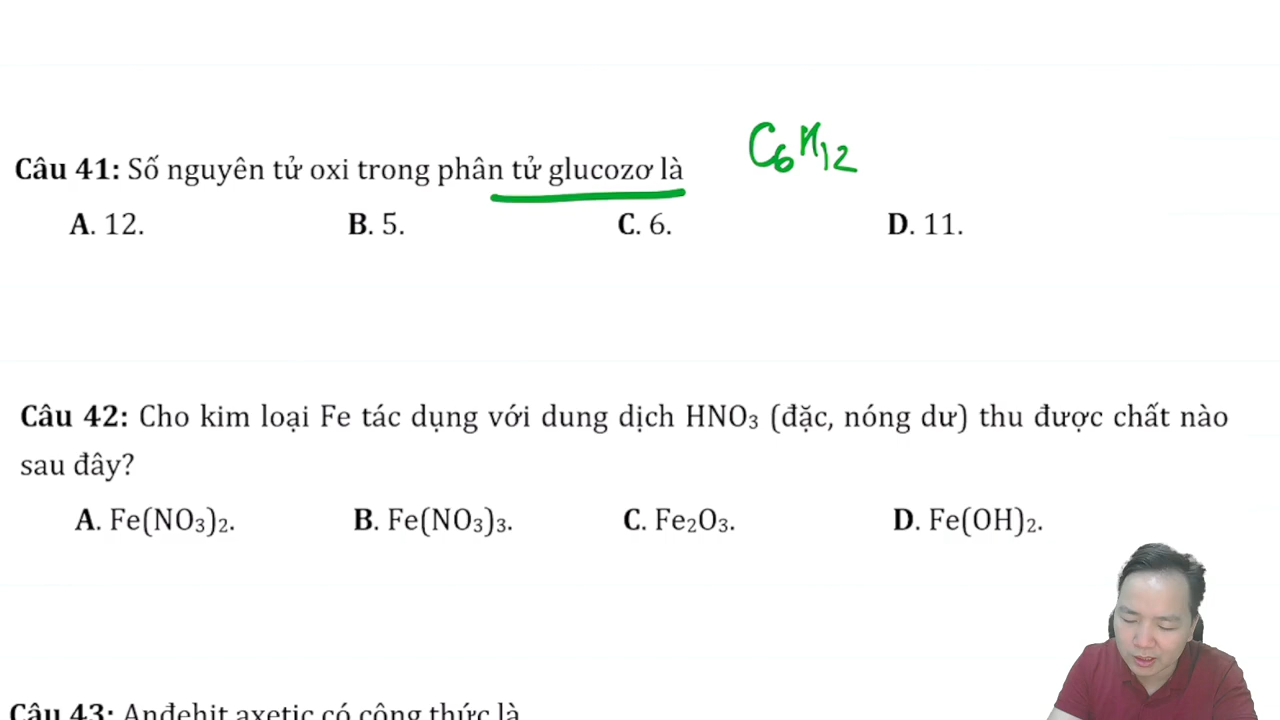 Câu 41: Số nguyên tử oxi trong phân tử glucozơ là C₆H₁₂
A. 12. B. 5. C. 6. D. 11.
Câu 42: Cho kim loại Fe tác dụng với dung dịch HNO₃ (đặc, nóng dư) thu được chất nào
sau đây?
A. Fe(NO₃)₂. B. Fe(NO₃)₃. C. Fe₂O₃. D. Fe(OH)₂.
Câu 43: Anđehit axetic có công thức là